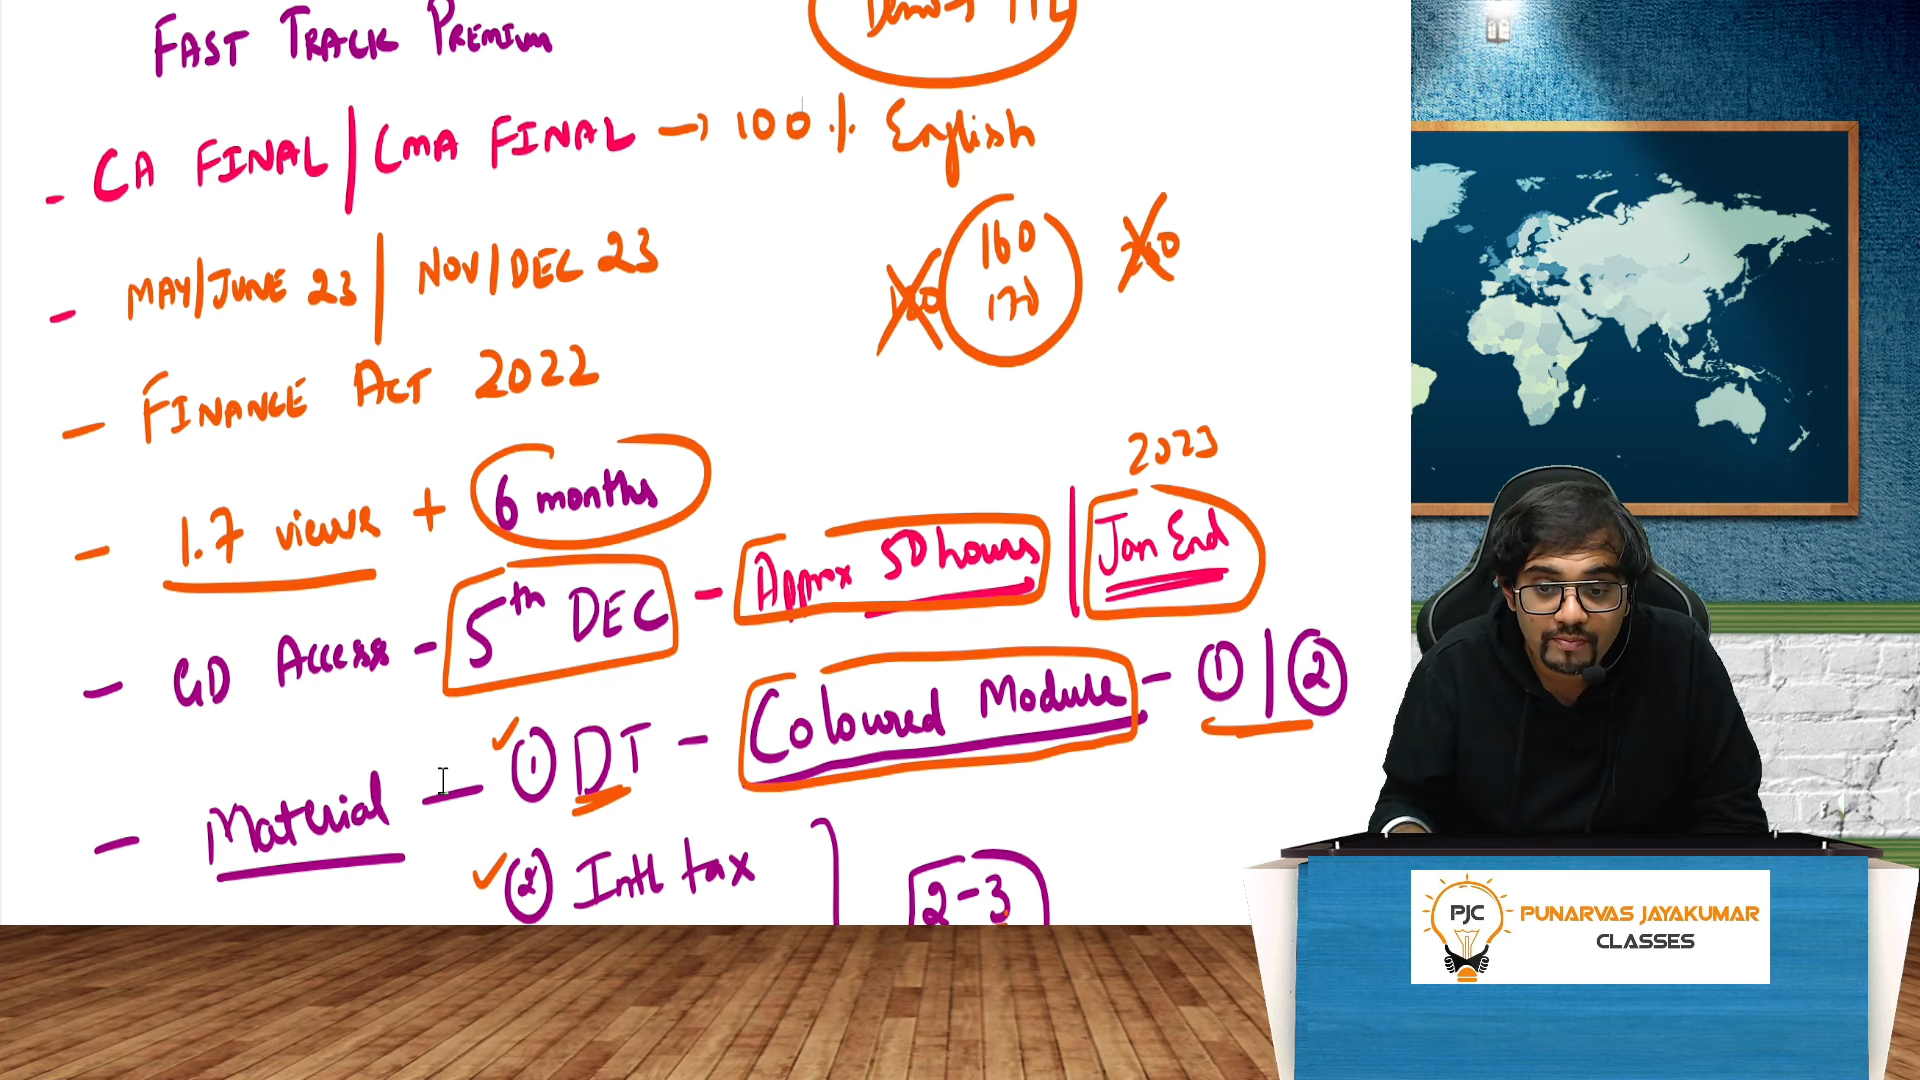 FAST TRACK PREMIUM
- CA FINAL | CMA FINAL → 100 % English
160
170
- MAY/JUNE 23 | NOV/DEC 23
- FINANCE ACT 2022
2023
- 1.7 views + 6 months
- GD Access - 5th DEC - Approx 50 hours | Jan End
- Material - ① DT - Coloured Module - ① | ②
② Intl tax
2-3
PJC PUNARVAS JAYAKUMAR
CLASSES